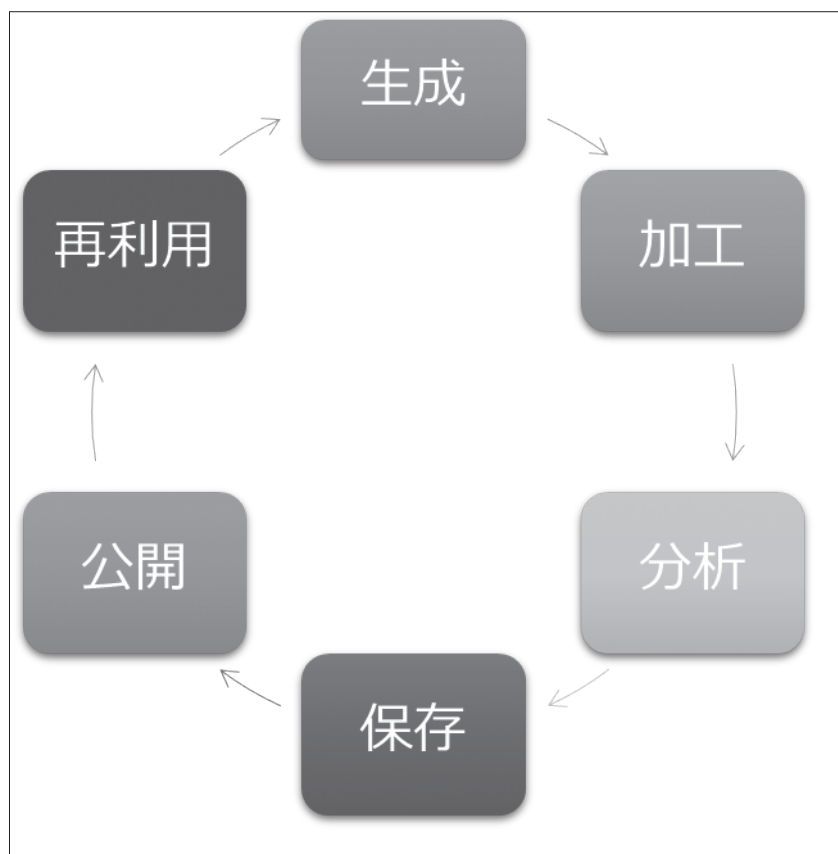 生成
加工
分析
保存
公開
再利用